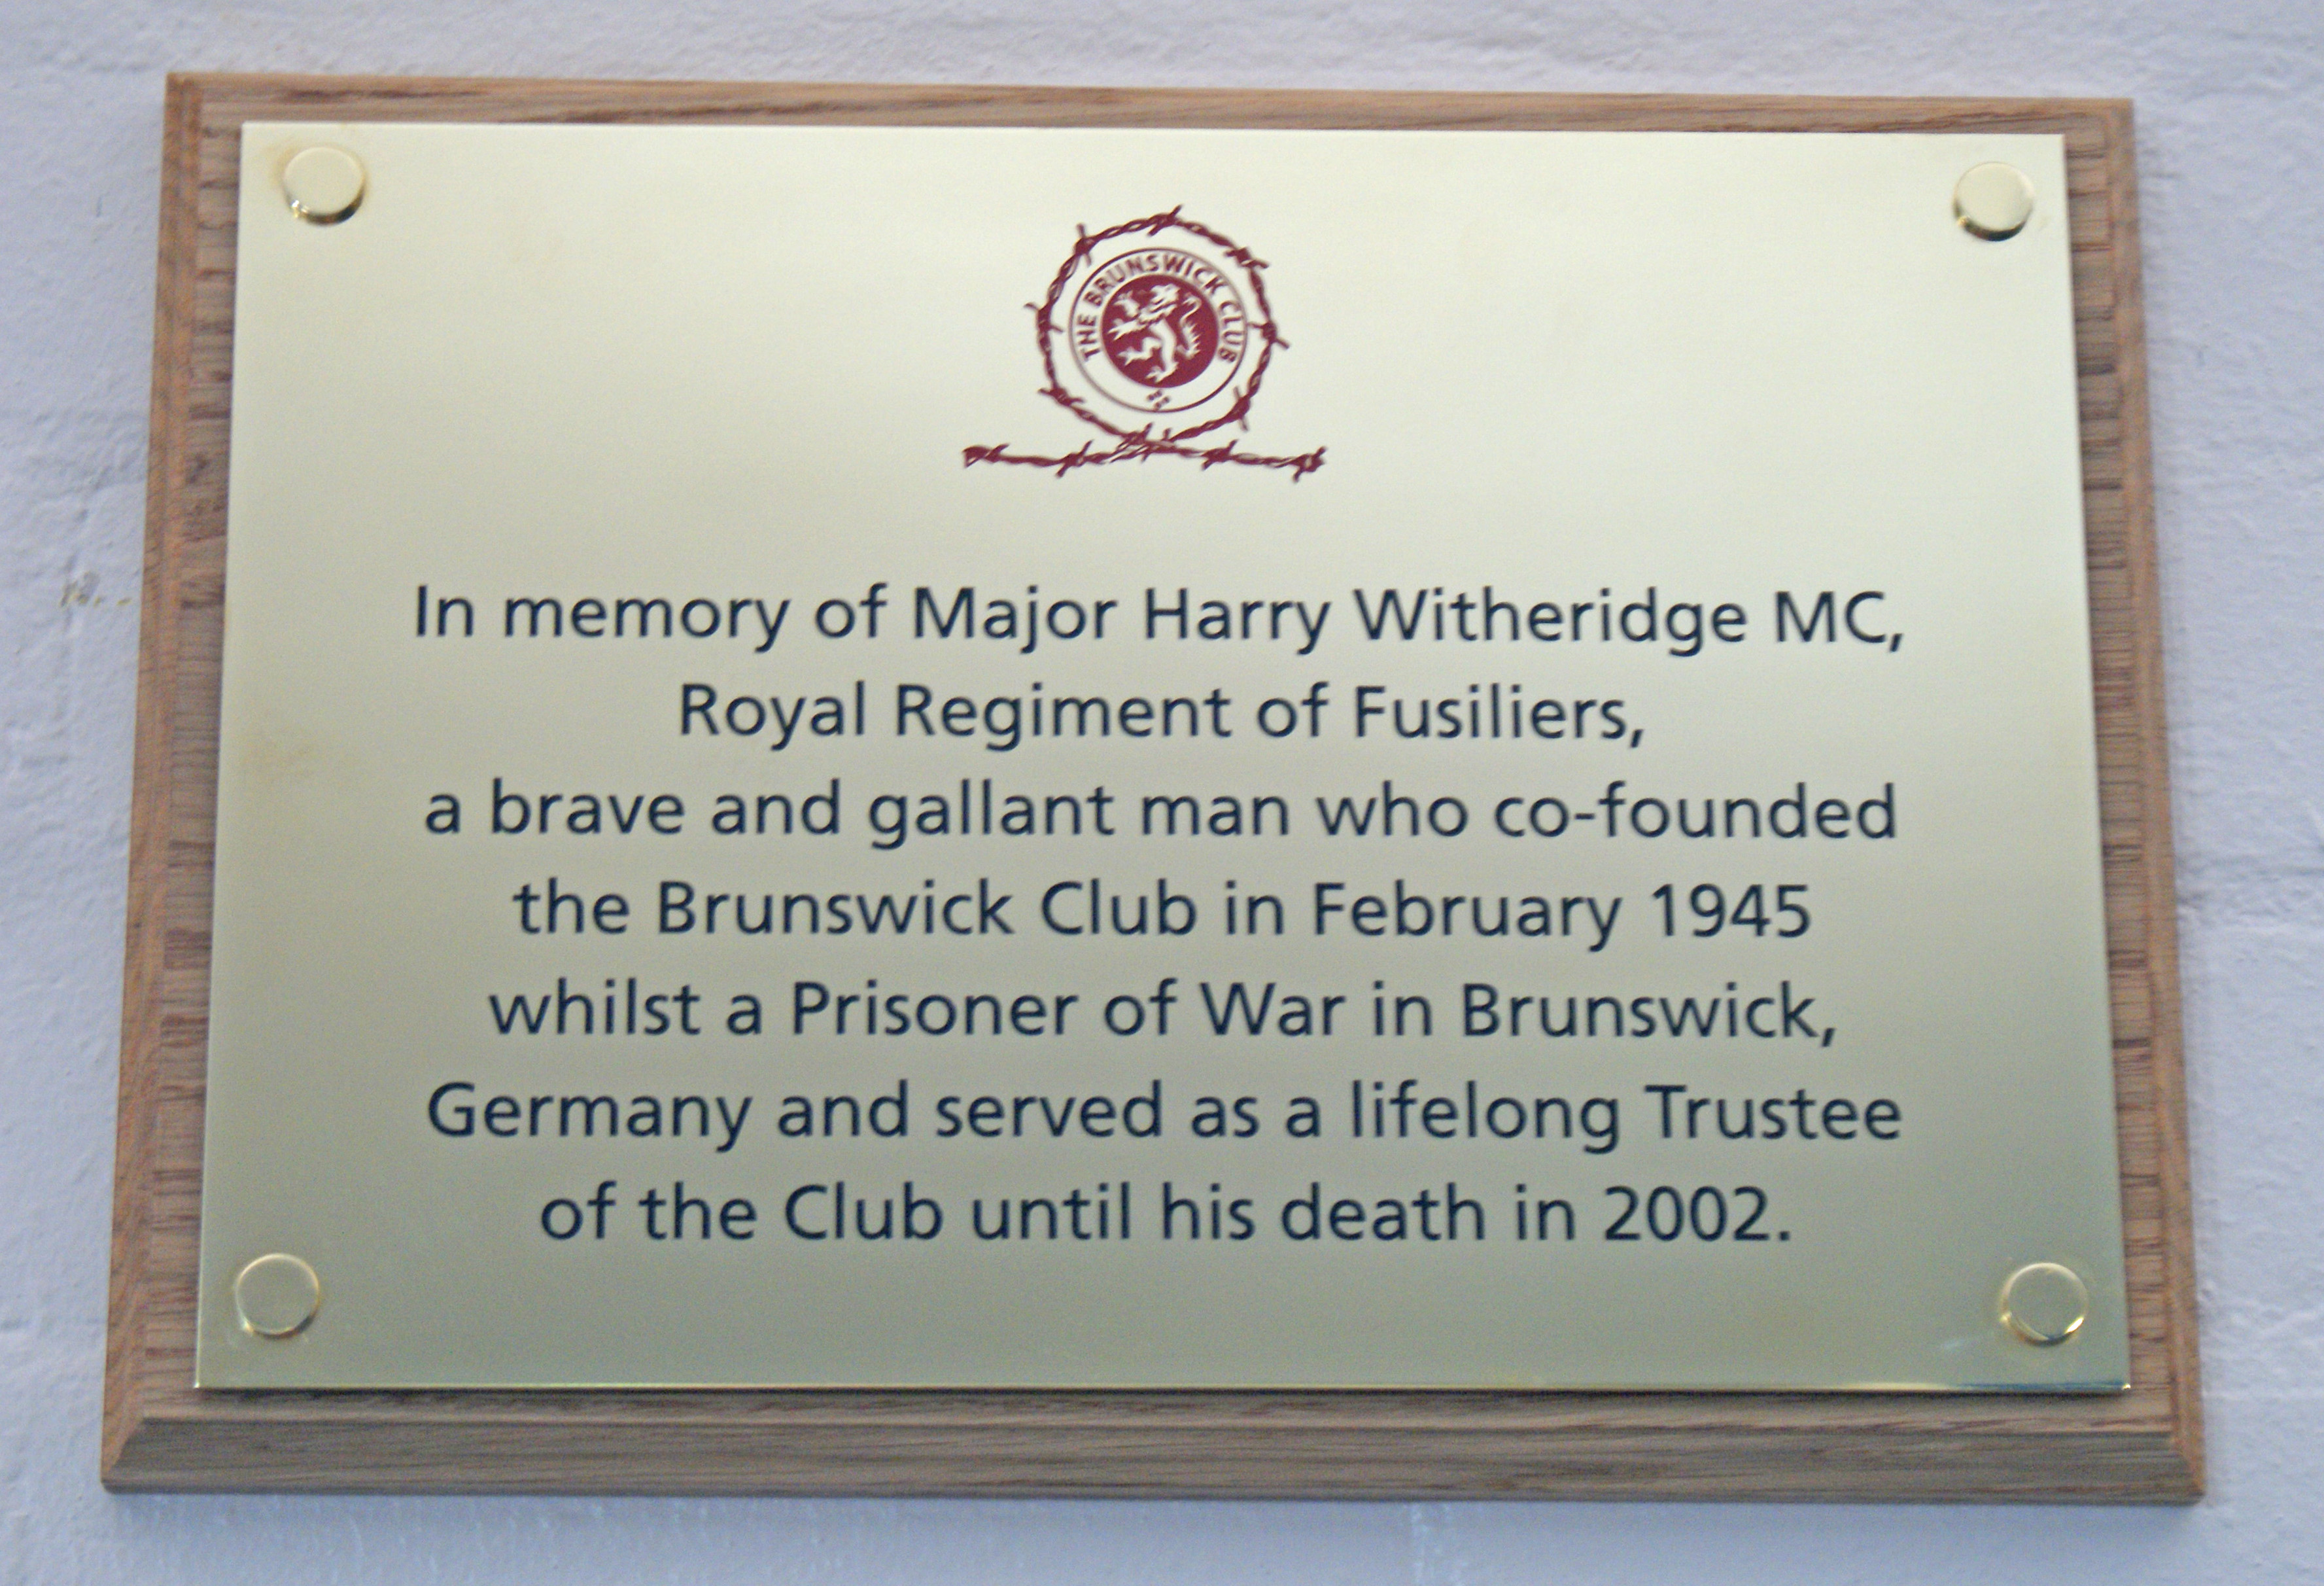 THE BRUNSWICK CLUB
In memory of Major Harry Witheridge MC,
Royal Regiment of Fusiliers,
a brave and gallant man who co-founded
the Brunswick Club in February 1945
whilst a Prisoner of War in Brunswick,
Germany and served as a lifelong Trustee
of the Club until his death in 2002.